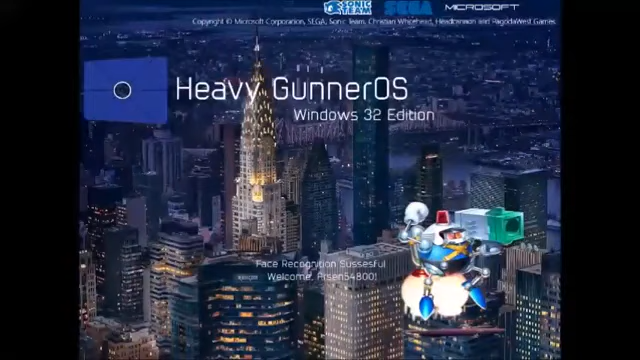 SONIC TEAM
SEGA
MICROSOFT
Copyright © Microsoft Corporation, SEGA, Sonic Team, Christian Whitehead, Headcannon and PagodaWest Games
Heavy GunnerOS
Windows 32 Edition
Face Recognition Sussesful
Welcome, Frsen548001